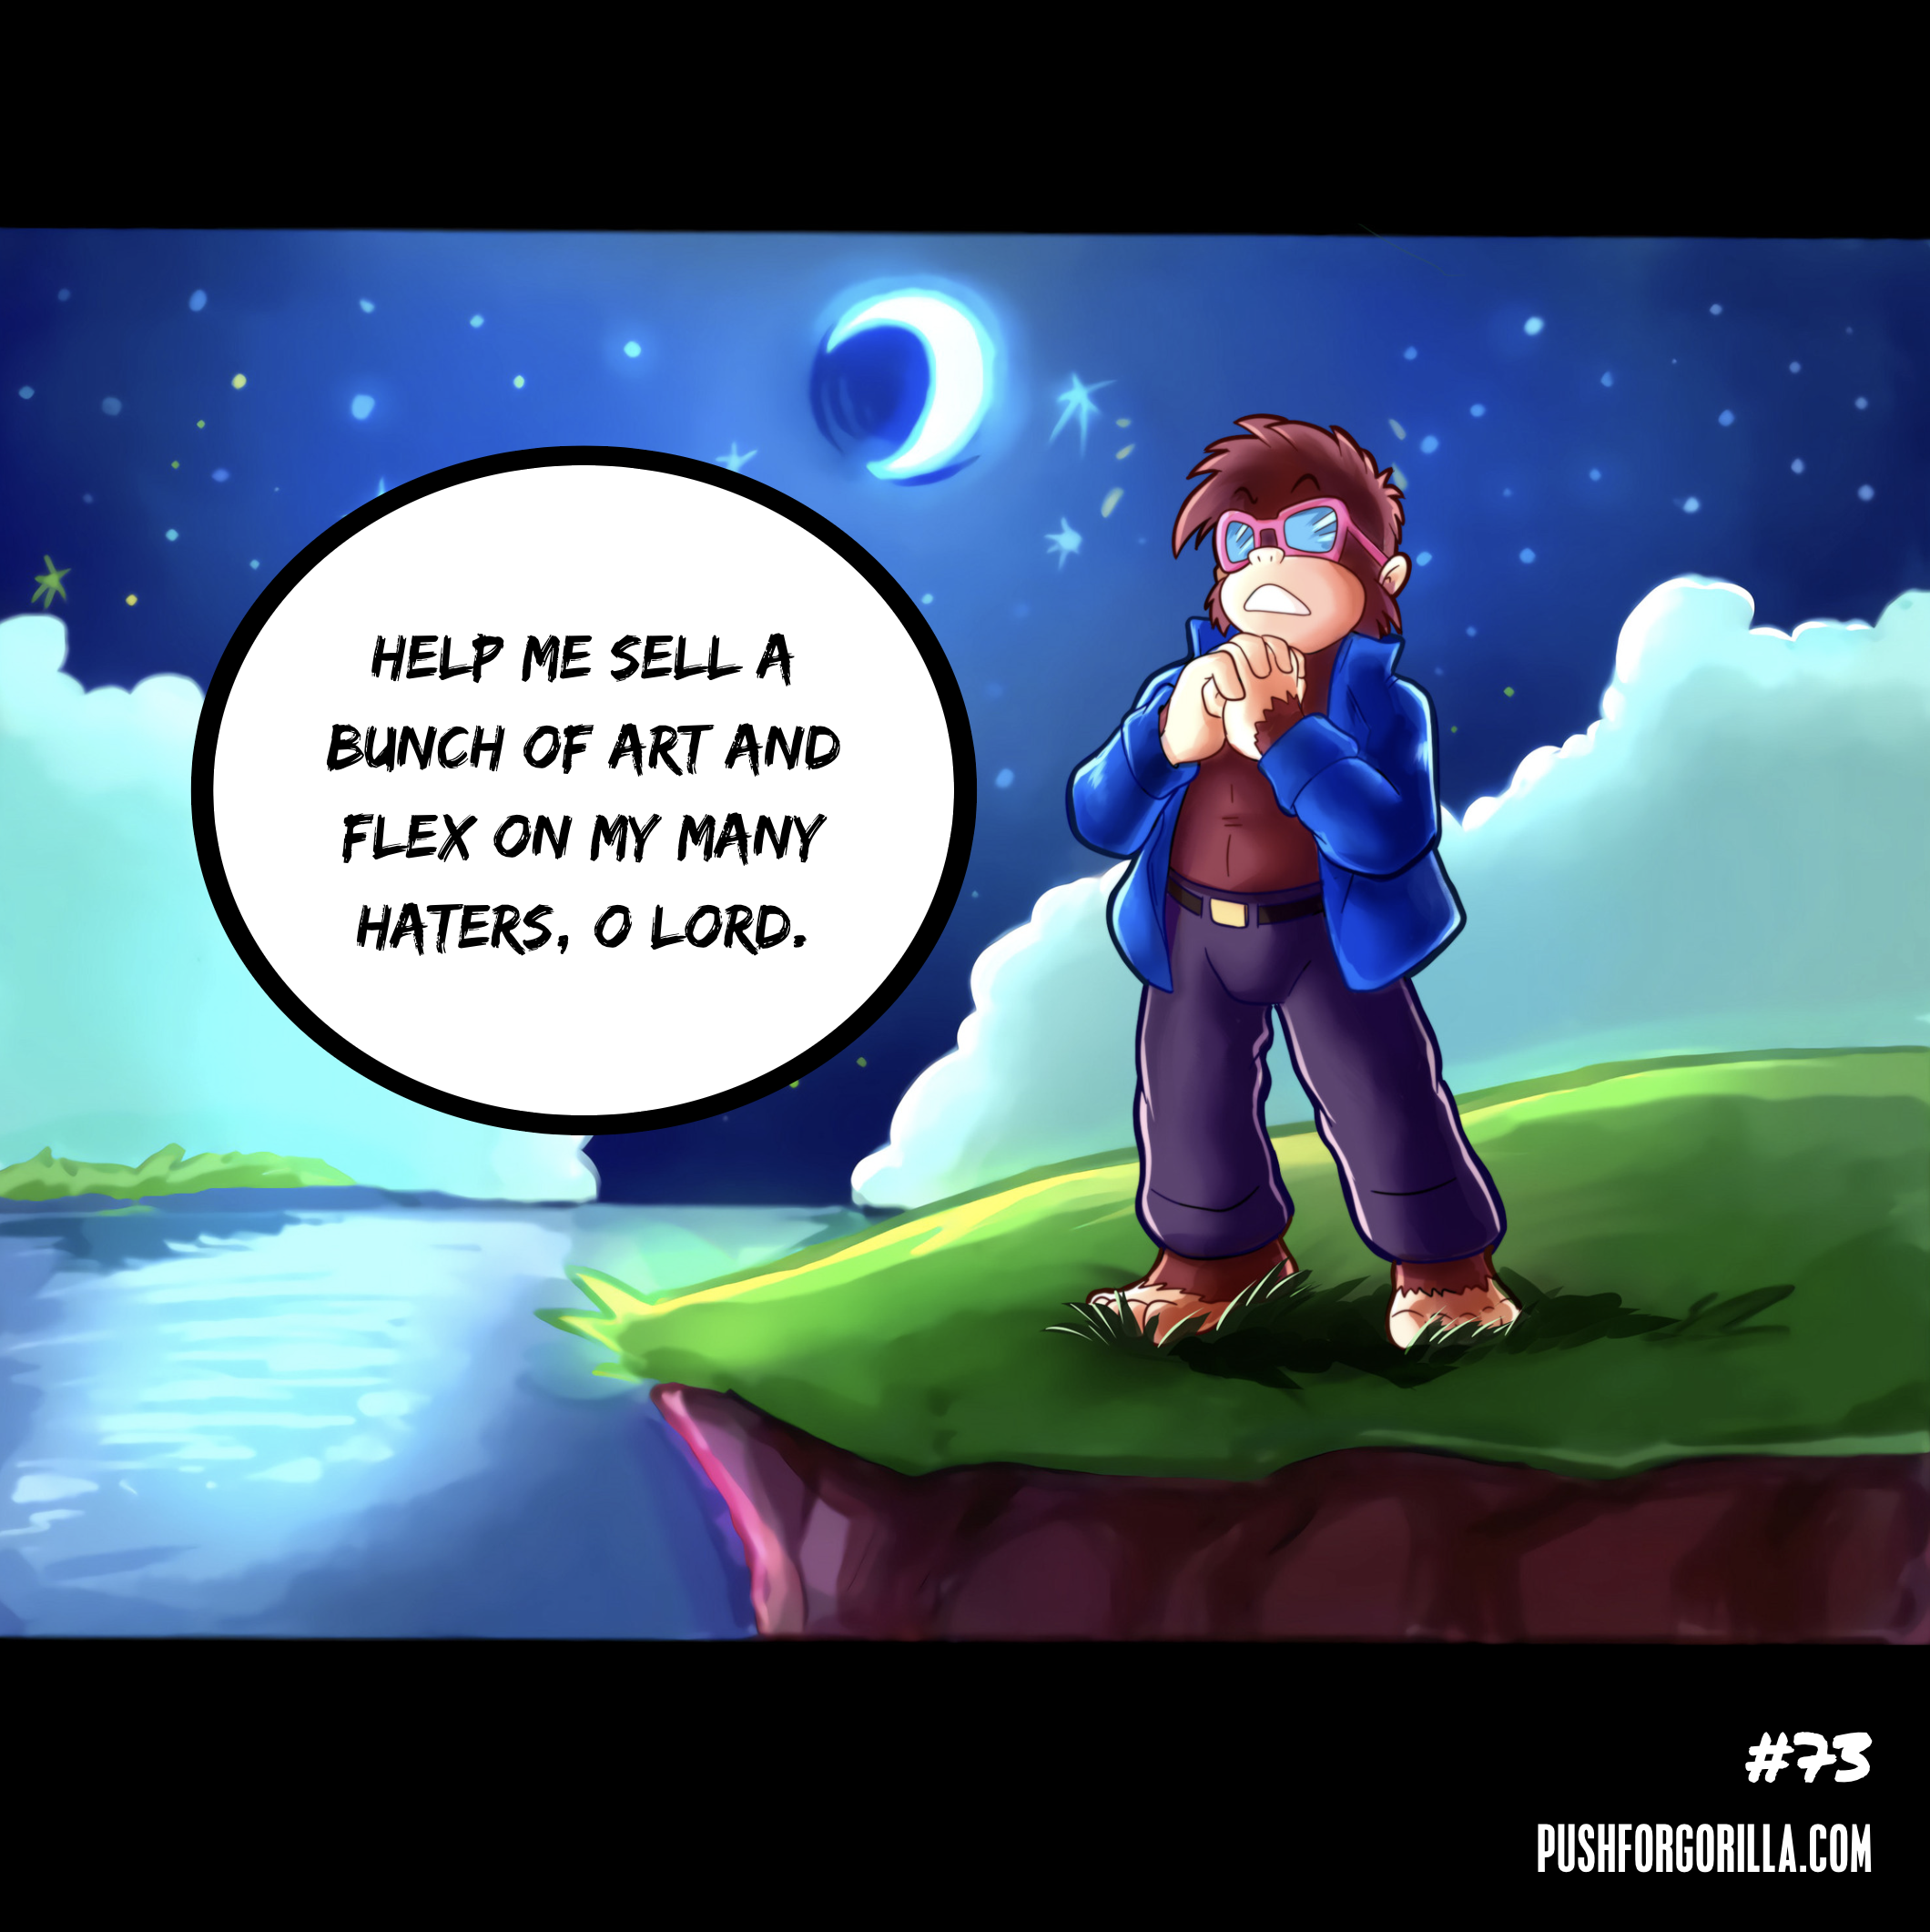 HELP ME SELL A
BUNCH OF ART AND
FLEX ON MY MANY
HATERS, O LORD.
#73
PUSHFORGORILLA.COM